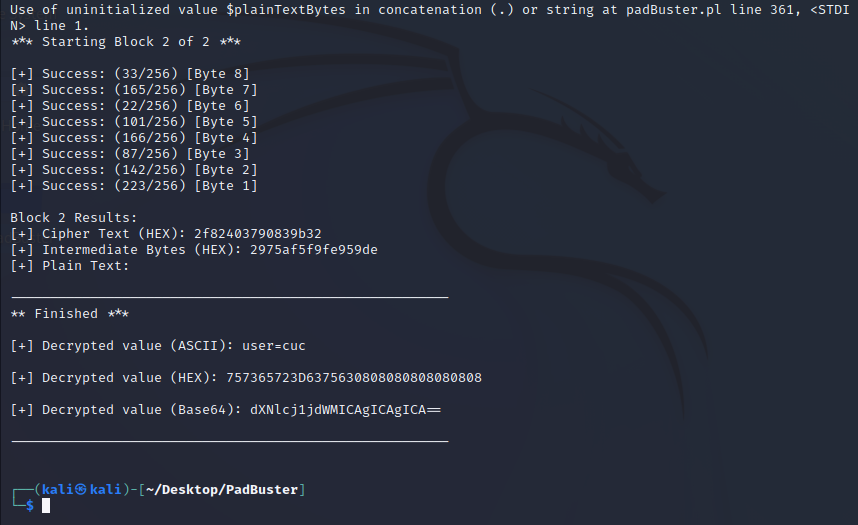 Use of uninitialized value $plainTextBytes in concatenation (.) or string at padBuster.pl line 361, <STDI
N> line 1.
*** Starting Block 2 of 2 ***
[+] Success: (33/256) [Byte 8]
[+] Success: (165/256) [Byte 7]
[+] Success: (22/256) [Byte 6]
[+] Success: (101/256) [Byte 5]
[+] Success: (166/256) [Byte 4]
[+] Success: (87/256) [Byte 3]
[+] Success: (142/256) [Byte 2]
[+] Success: (223/256) [Byte 1]
Block 2 Results:
[+] Cipher Text (HEX): 2f82403790839b32
[+] Intermediate Bytes (HEX): 2975af5f9fe959de
[+] Plain Text:
-------------------------------------------------------
** Finished ***
[+] Decrypted value (ASCII): user=cuc
[+] Decrypted value (HEX): 757365723D6375630808080808080808
[+] Decrypted value (Base64): dXNlcj1jdWMICAgICAgICA==
-------------------------------------------------------
┌──(kali㉿kali)-[~/Desktop/PadBuster]
└─$